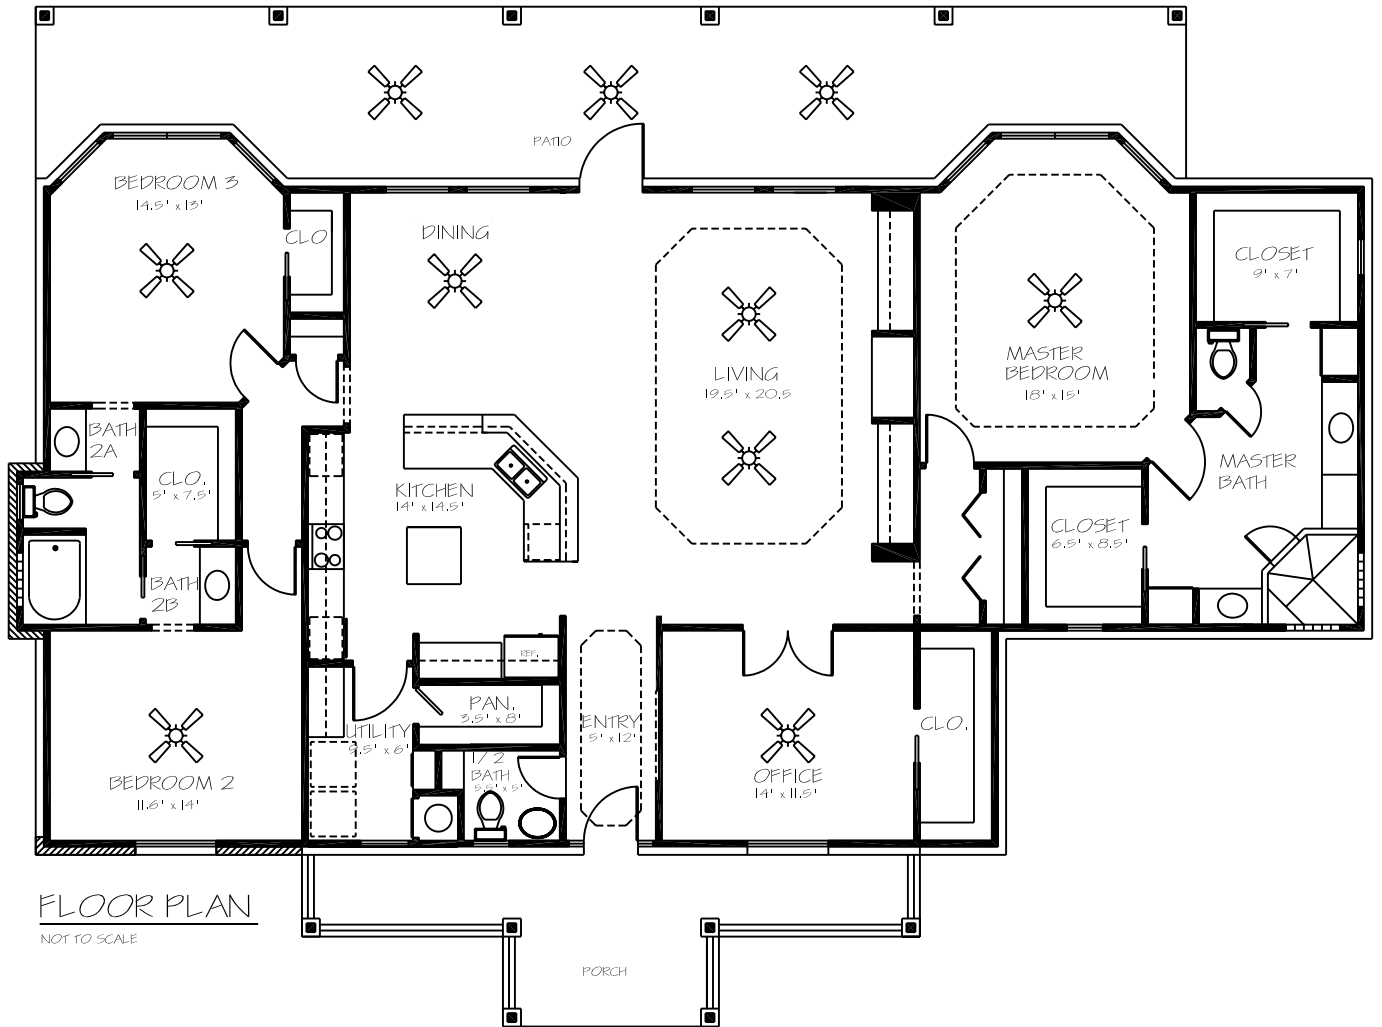 PATIO
BEDROOM 3
14.5' x 13'
CLO
DINING
LIVING
19.5' x 20.5
MASTER
BEDROOM
18' x 15'
CLOSET
9' x 7'
BATH
2A
CLO.
5' x 7.5'
KITCHEN
14' x 14.5'
MASTER
BATH
CLOSET
6.5' x 8.5'
BATH
2B
REF.
PAN.
3.5' x 8'
UTILITY
9.5' x 6'
ENTRY
5' x 12'
CLO.
1/2
BATH
5.5' x 5'
BEDROOM 2
11.6' x 14'
OFFICE
14' x 11.5'
FLOOR PLAN
NOT TO SCALE
PORCH